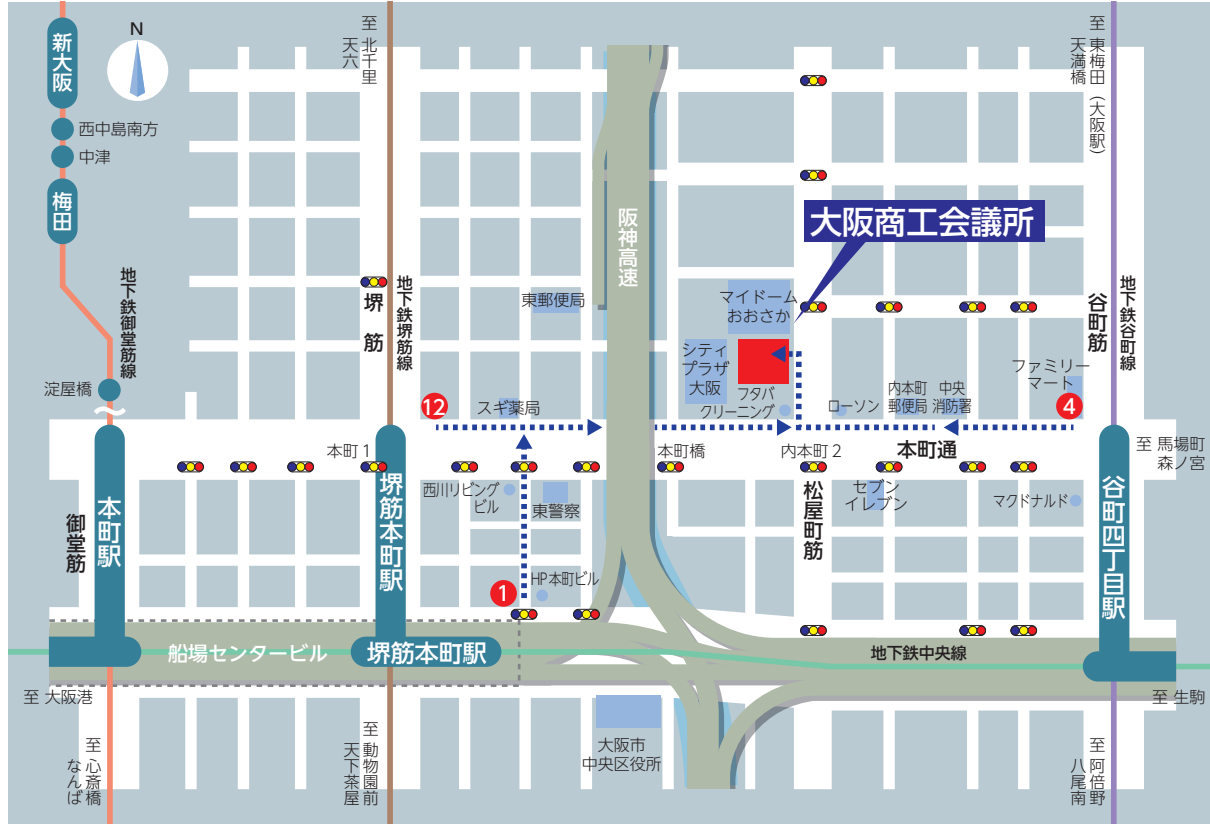 N
新大阪
西中島南方
中津
梅田
地下鉄御堂筋線
淀屋橋
本町駅
御堂筋
至 大阪港
至 心斎橋
なんば
至 北千里
天六
堺筋
地下鉄堺筋線
本町1
堺筋本町駅
船場センタービル
堺筋本町駅
至 動物園前
天下茶屋
東郵便局
12
スギ薬局
西川リビング
ビル
東警察
1
HP本町ビル
阪神高速
大阪市
中央区役所
大阪商工会議所
マイドーム
おおさか
シティ
プラザ
大阪
フタバ
クリーニング
ローソン
内本町
郵便局
中央
消防署
ファミリー
マート
4
本町橋
内本町2
本町通
松屋町筋
セブン
イレブン
マクドナルド
至 東梅田(大阪駅)
天満橋
谷町筋
地下鉄谷町線
至 馬場町
森ノ宮
谷町四丁目駅
地下鉄中央線
至 生駒
至 阿倍野
八尾南